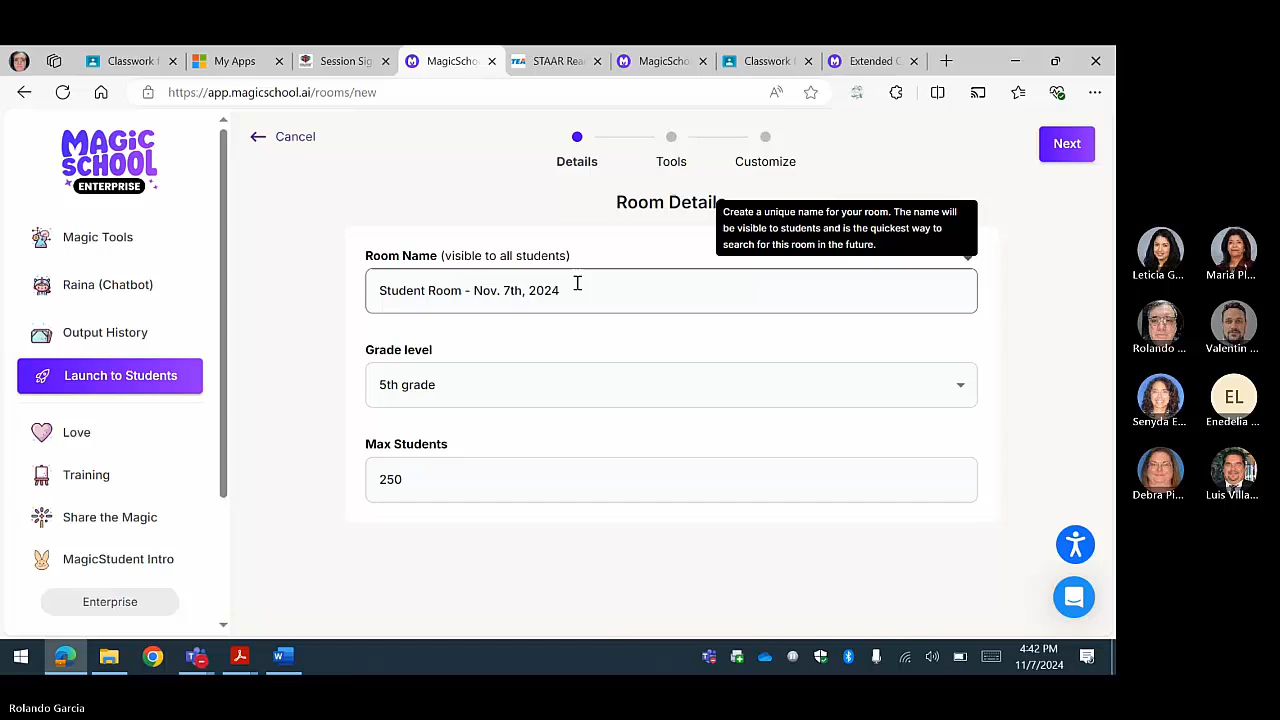 Classwork f
My Apps
Session Sig
MagicScho
STAAR Rea
MagicScho
Classwork
Extended C
https://app.magicschool.ai/rooms/new
MAGIC
SCHOOL
ENTERPRISE
Magic Tools
Raina (Chatbot)
Output History
Launch to Students
Love
Training
Share the Magic
MagicStudent Intro
Enterprise
Cancel
Details
Tools
Customize
Next
Room Details
Create a unique name for your room. The name will
be visible to students and is the quickest way to
search for this room in the future.
Room Name (visible to all students)
Student Room - Nov. 7th, 2024
Grade level
5th grade
Max Students
250
Leticia G...
Maria Pl...
Rolando ...
Valentin ...
Senyda E...
EL
Enedelia ...
Debra Pi...
Luis Villa...
4:42 PM
11/7/2024
Rolando Garcia